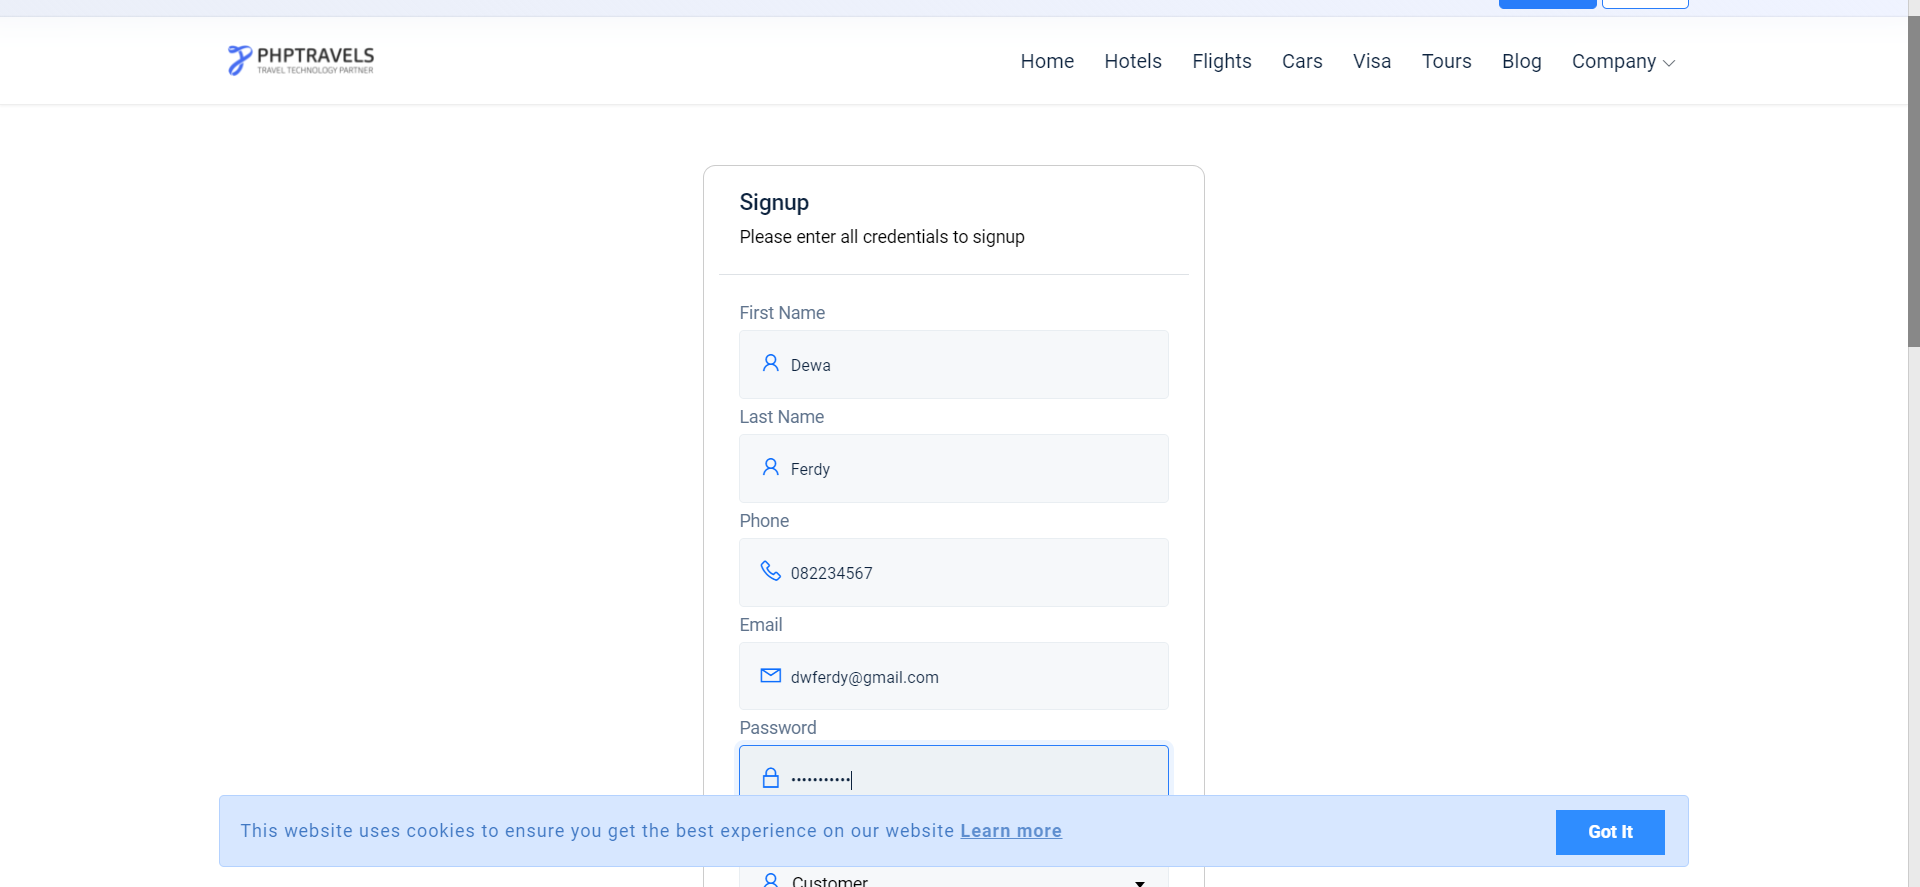 PHPTRAVELS
TRAVEL TECHNOLOGY PARTNER
Home Hotels Flights Cars Visa Tours Blog Company
Signup
Please enter all credentials to signup
First Name
Dewa
Last Name
Ferdy
Phone
082234567
Email
dwferdy@gmail.com
Password
•••••••••••
This website uses cookies to ensure you get the best experience on our website Learn more
Got It
Customer